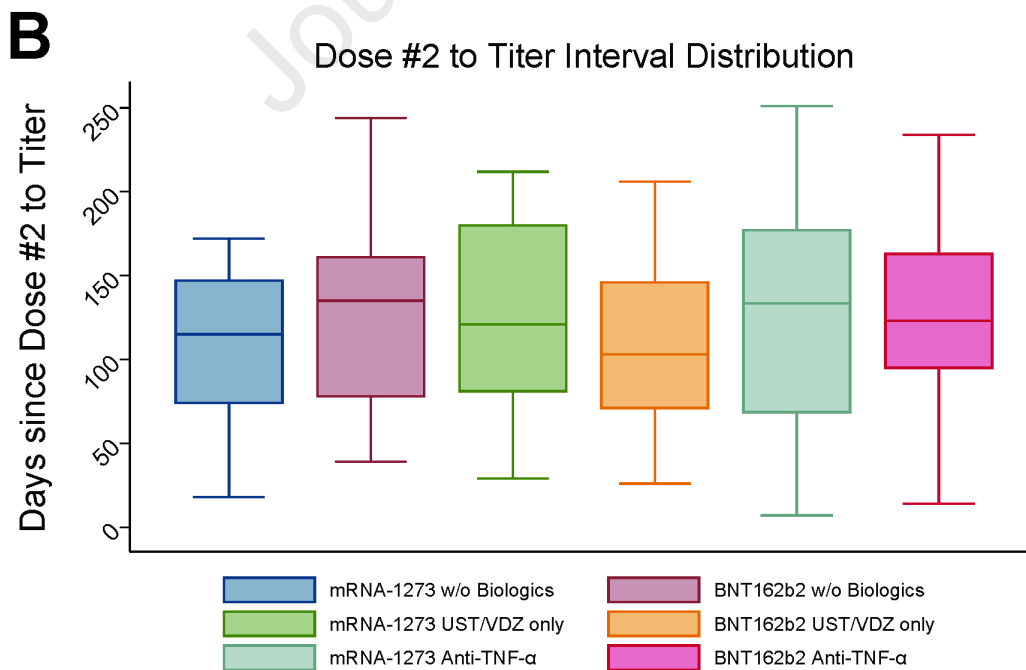 B
Jou
Dose #2 to Titer Interval Distribution
Days since Dose #2 to Titer
250
200
150
100
50
0
mRNA-1273 w/o Biologics
BNT162b2 w/o Biologics
mRNA-1273 UST/VDZ only
BNT162b2 UST/VDZ only
mRNA-1273 Anti-TNF-α
BNT162b2 Anti-TNF-α